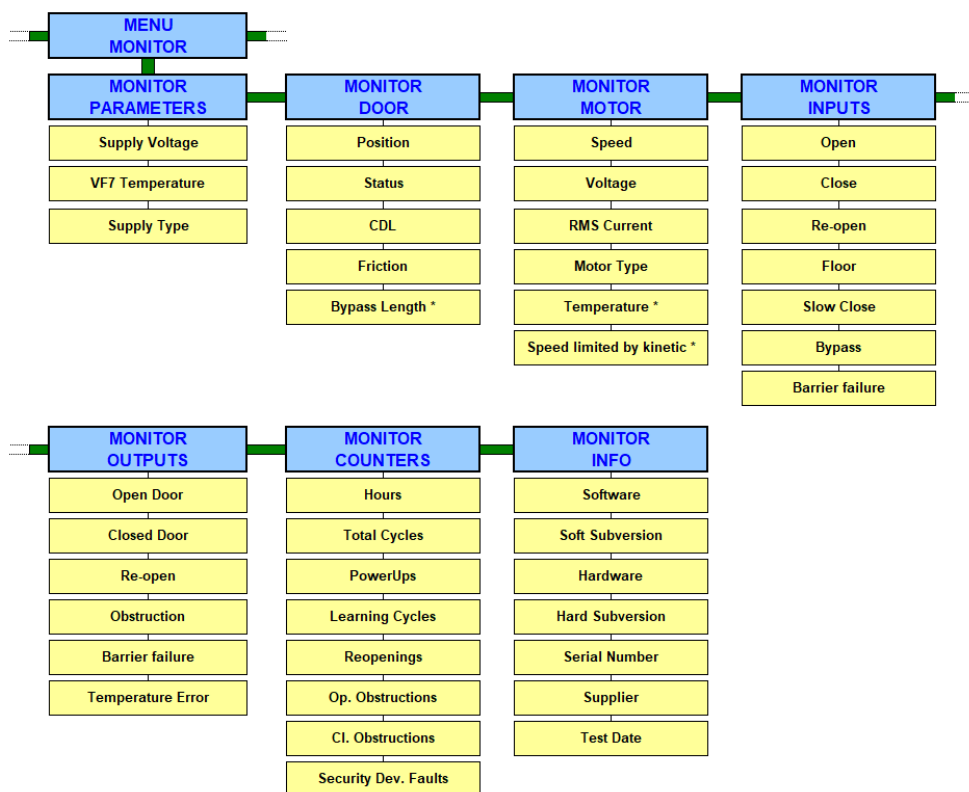 MENU
MONITOR
MONITOR
PARAMETERS
Supply Voltage
VF7 Temperature
Supply Type
MONITOR
DOOR
Position
Status
CDL
Friction
Bypass Length *
MONITOR
MOTOR
Speed
Voltage
RMS Current
Motor Type
Temperature *
Speed limited by kinetic *
MONITOR
INPUTS
Open
Close
Re-open
Floor
Slow Close
Bypass
Barrier failure
MONITOR
OUTPUTS
Open Door
Closed Door
Re-open
Obstruction
Barrier failure
Temperature Error
MONITOR
COUNTERS
Hours
Total Cycles
PowerUps
Learning Cycles
Reopenings
Op. Obstructions
Cl. Obstructions
Security Dev. Faults
MONITOR
INFO
Software
Soft Subversion
Hardware
Hard Subversion
Serial Number
Supplier
Test Date